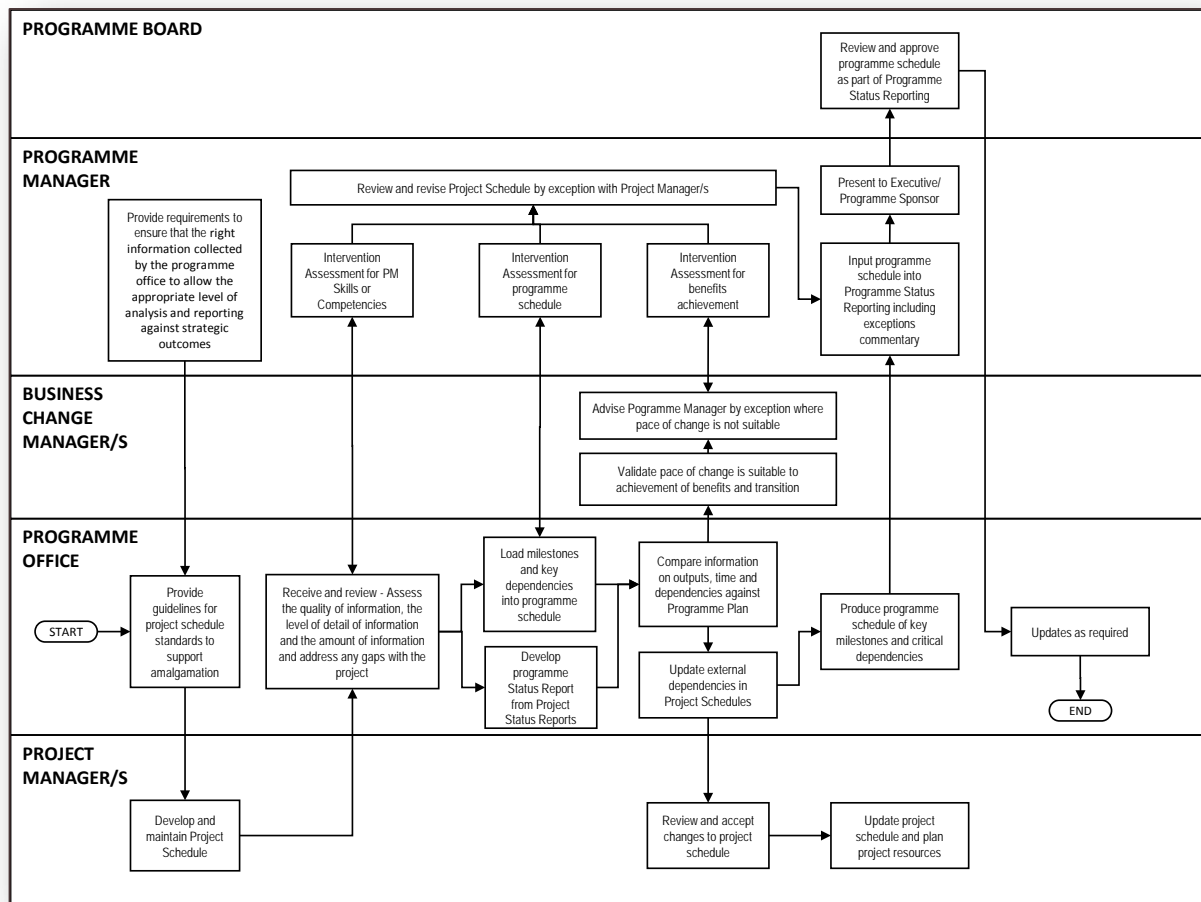 PROGRAMME BOARD
Review and approve
programme schedule
as part of Programme
Status Reporting
PROGRAMME
MANAGER
Review and revise Project Schedule by exception with Project Manager/s
Present to Executive/
Programme Sponsor
Provide requirements to
ensure that the right
information collected
by the programme
office to allow the
appropriate level of
analysis and reporting
against strategic
outcomes
Intervention
Assessment for PM
Skills or
Competencies
Intervention
Assessment for
programme
schedule
Intervention
Assessment for
benefits
achievement
Input programme
schedule into
Programme Status
Reporting including
exceptions
commentary
BUSINESS
CHANGE
MANAGER/S
Advise Pogramme Manager by exception where
pace of change is not suitable
Validate pace of change is suitable to
achievement of benefits and transition
PROGRAMME
OFFICE
START
Provide
guidelines for
project schedule
standards to
support
amalgamation
Receive and review - Assess
the quality of information, the
level of detail of information
and the amount of information
and address any gaps with the
project
Load milestones
and key
dependencies
into programme
schedule
Develop
programme
Status Report
from Project
Status Reports
Compare information
on outputs, time and
dependencies against
Programme Plan
Update external
dependencies in
Project Schedules
Produce programme
schedule of key
milestones and critical
dependencies
Updates as required
END
PROJECT
MANAGER/S
Develop and
maintain Project
Schedule
Review and accept
changes to project
schedule
Update project
schedule and plan
project resources